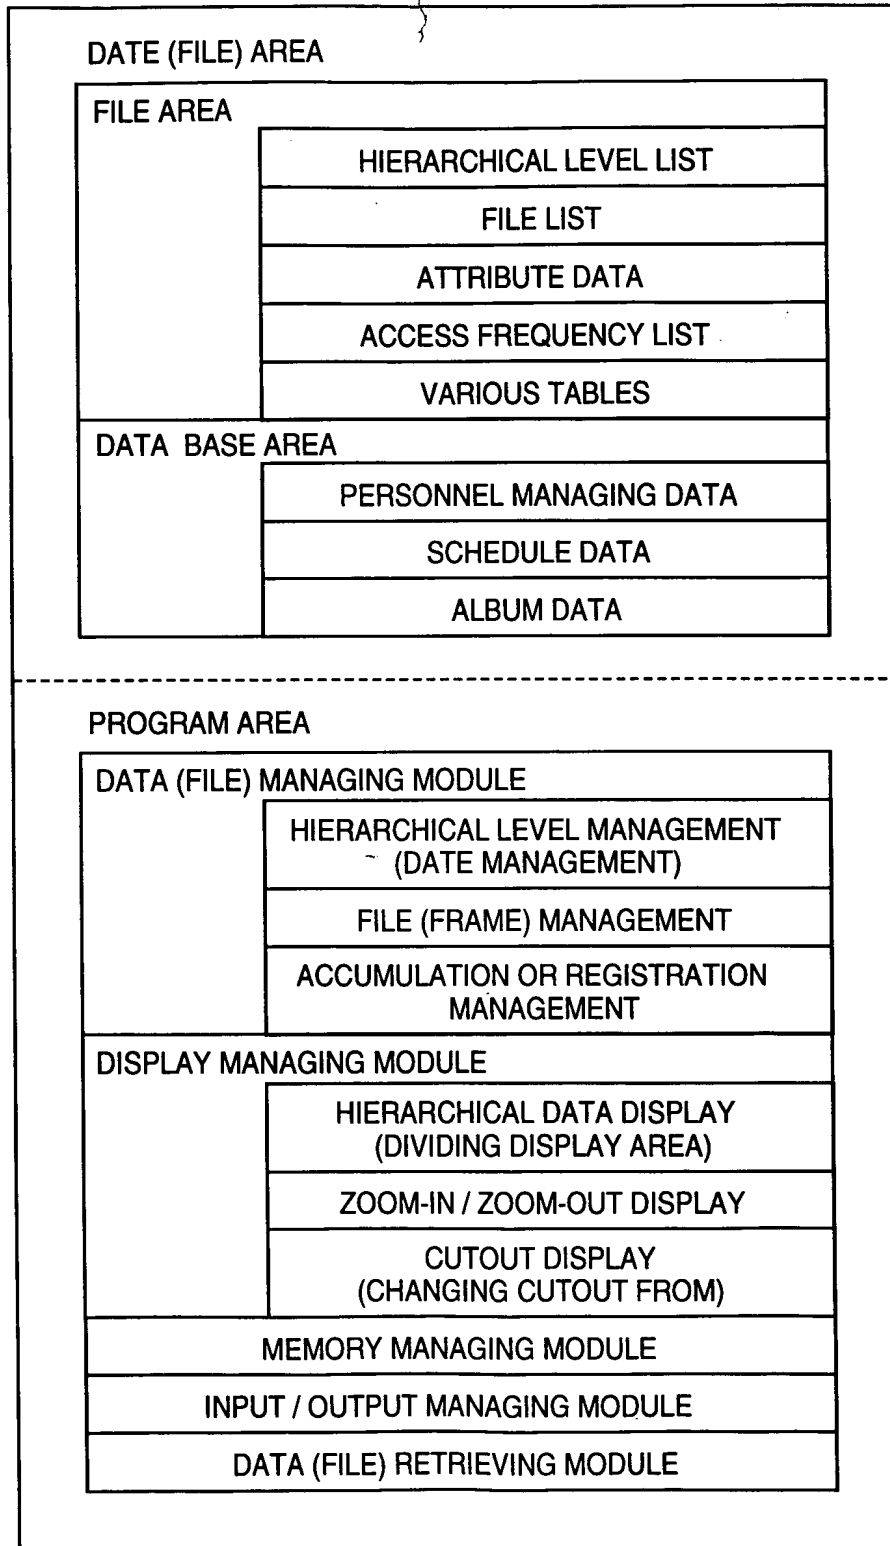 DATE (FILE) AREA
FILE AREA
HIERARCHICAL LEVEL LIST
FILE LIST
ATTRIBUTE DATA
ACCESS FREQUENCY LIST
VARIOUS TABLES
DATA BASE AREA
PERSONNEL MANAGING DATA
SCHEDULE DATA
ALBUM DATA
PROGRAM AREA
DATA (FILE) MANAGING MODULE
HIERARCHICAL LEVEL MANAGEMENT
(DATE MANAGEMENT)
FILE (FRAME) MANAGEMENT
ACCUMULATION OR REGISTRATION
MANAGEMENT
DISPLAY MANAGING MODULE
HIERARCHICAL DATA DISPLAY
(DIVIDING DISPLAY AREA)
ZOOM-IN / ZOOM-OUT DISPLAY
CUTOUT DISPLAY
(CHANGING CUTOUT FROM)
MEMORY MANAGING MODULE
INPUT / OUTPUT MANAGING MODULE
DATA (FILE) RETRIEVING MODULE